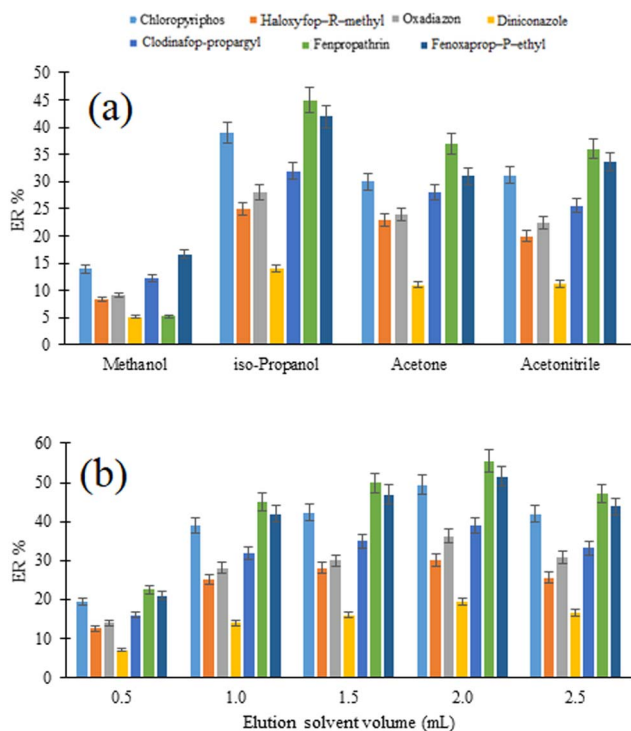 Chloropyriphos Haloxyfop–R–methyl Oxadiazon Diniconazole
Clodinafop-propargyl Fenpropathrin Fenoxaprop–P–ethyl
(a)
ER %
50
45
40
35
30
25
20
15
10
5
0
Methanol iso-Propanol Acetone Acetonitrile
(b)
ER %
60
50
40
30
20
10
0
0.5 1.0 1.5 2.0 2.5
Elution solvent volume (mL)